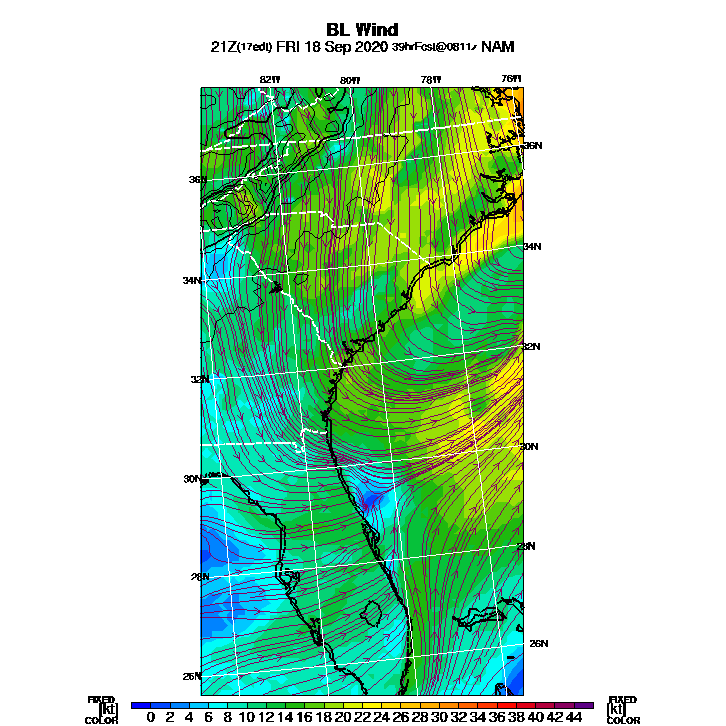 BL Wind
21Z(17edt) FRI 18 Sep 2020 39hrFcst@0811z NAM
82W 80W 78W 76W
36N
36N
34N
34N
32N
32N
30N
30N
28N
28N
26N
26N
FIXED FIXED
[kt] 0 2 4 6 8 10 12 14 16 18 20 22 24 26 28 30 32 34 36 38 40 42 44 [kt]
COLOR COLOR